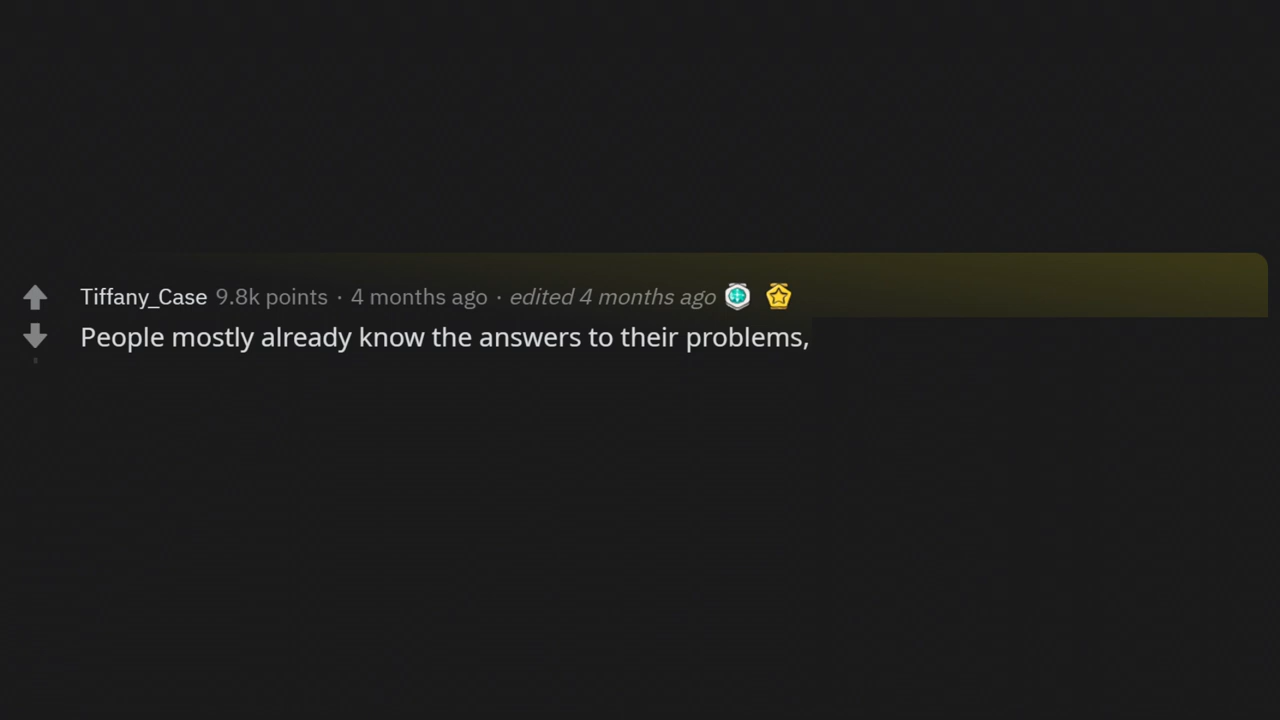 Tiffany_Case 9.8k points · 4 months ago · edited 4 months ago
People mostly already know the answers to their problems,